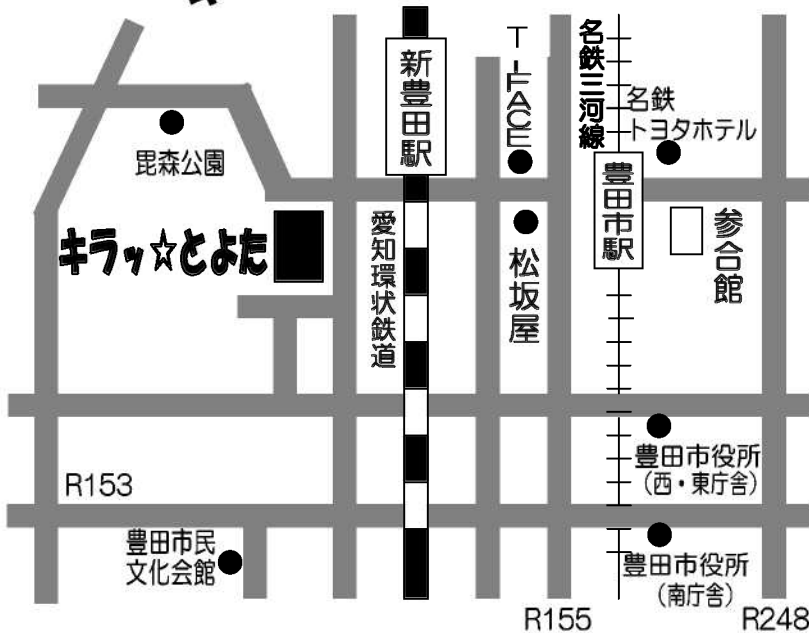 新豊田駅
T-FACE
名鉄三河線
名鉄
トヨタホテル
毘森公園
豊田市駅
キラッ☆とよた
愛知環状鉄道
松坂屋
参合館
豊田市役所
(西・東庁舎)
R153
豊田市民
文化会館
豊田市役所
(南庁舎)
R155
R248